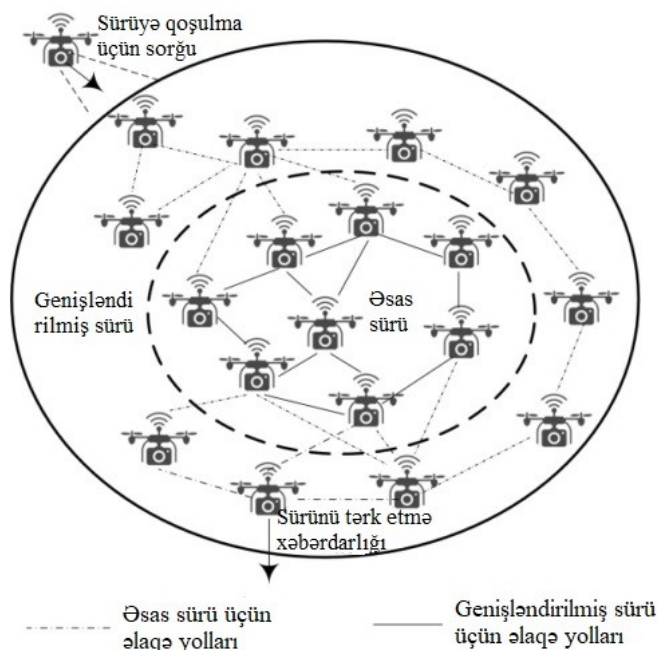 Sürüyə qoşulma
üçün sorğu
Genişləndi
rilmiş sürü
Əsas
sürü
Sürünü tərk etmə
xəbərdarlığı
Əsas sürü üçün
əlaqə yolları
Genişləndirilmiş sürü
üçün əlaqə yolları